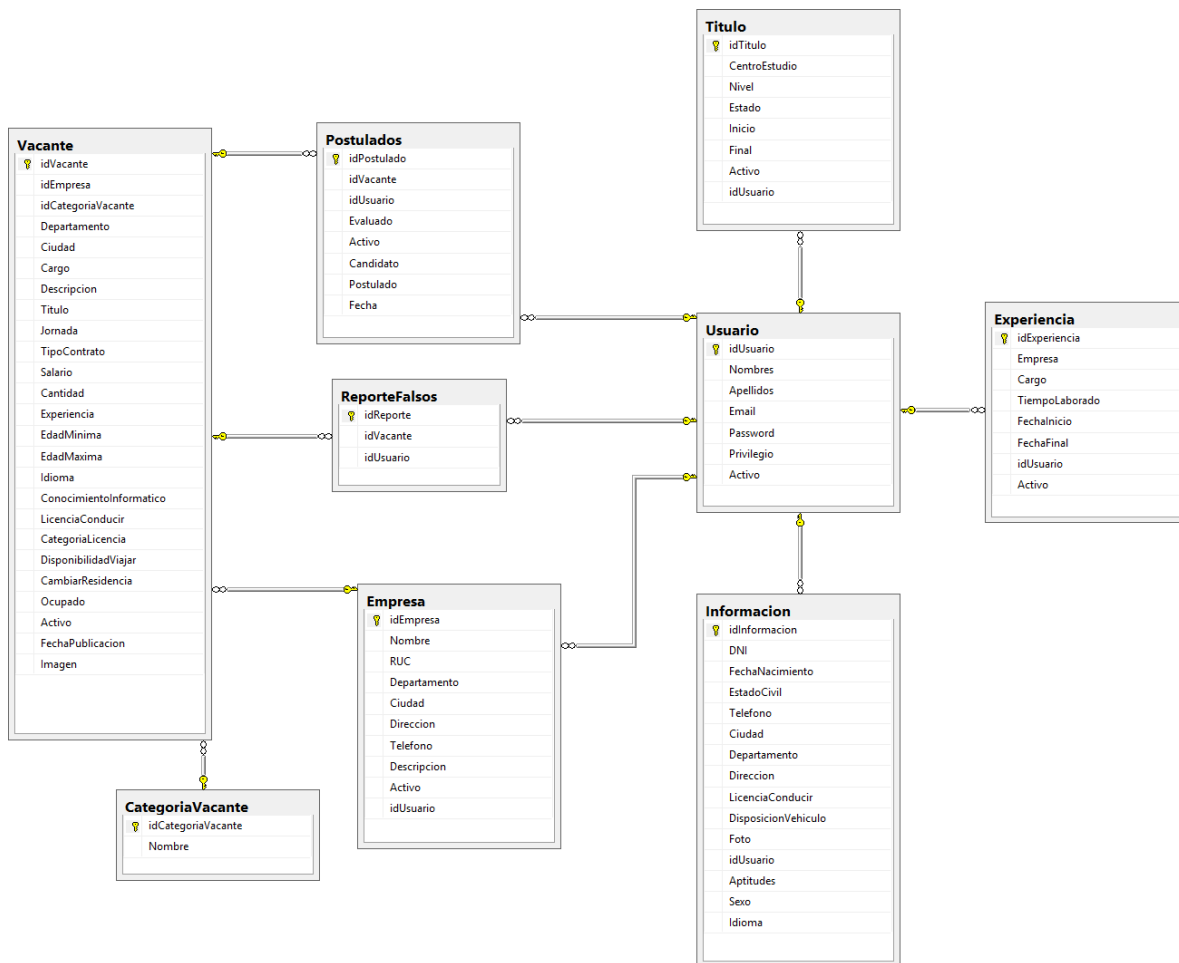 Vacante
idVacante
idEmpresa
idCategoriaVacante
Departamento
Ciudad
Cargo
Descripcion
Titulo
Jornada
TipoContrato
Salario
Cantidad
Experiencia
EdadMinima
EdadMaxima
Idioma
ConocimientoInformatico
LicenciaConducir
CategoriaLicencia
DisponibilidadViajar
CambiarResidencia
Ocupado
Activo
FechaPublicacion
Imagen
Postulados
idPostulado
idVacante
idUsuario
Evaluado
Activo
Candidato
Postulado
Fecha
Titulo
idTitulo
CentroEstudio
Nivel
Estado
Inicio
Final
Activo
idUsuario
ReporteFalsos
idReporte
idVacante
idUsuario
Usuario
idUsuario
Nombres
Apellidos
Email
Password
Privilegio
Activo
Experiencia
idExperiencia
Empresa
Cargo
TiempoLaborado
FechaInicio
FechaFinal
idUsuario
Activo
Empresa
idEmpresa
Nombre
RUC
Departamento
Ciudad
Direccion
Telefono
Descripcion
Activo
idUsuario
Informacion
idInformacion
DNI
FechaNacimiento
EstadoCivil
Telefono
Ciudad
Departamento
Direccion
LicenciaConducir
DisposicionVehiculo
Foto
idUsuario
Aptitudes
Sexo
Idioma
CategoriaVacante
idCategoriaVacante
Nombre